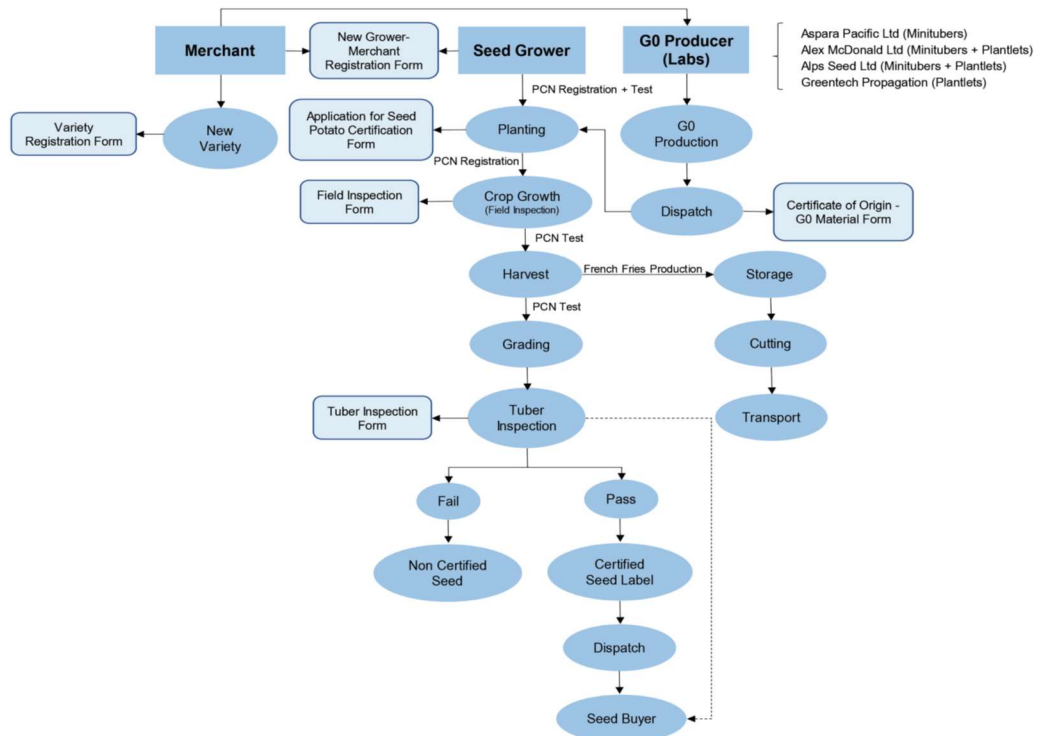 Merchant
New Grower-
Merchant
Registration Form
Seed Grower
G0 Producer
(Labs)
Aspara Pacific Ltd (Minitubers)
Alex McDonald Ltd (Minitubers + Plantlets)
Alps Seed Ltd (Minitubers + Plantlets)
Greentech Propagation (Plantlets)
PCN Registration + Test
Variety
Registration Form
New
Variety
Application for Seed
Potato Certification
Form
Planting
G0
Production
PCN Registration
Field Inspection
Form
Crop Growth
(Field Inspection)
Dispatch
Certificate of Origin -
G0 Material Form
PCN Test
Harvest
French Fries Production
Storage
PCN Test
Grading
Cutting
Tuber Inspection
Form
Tuber
Inspection
Transport
Fail
Pass
Non Certified
Seed
Certified
Seed Label
Dispatch
Seed Buyer